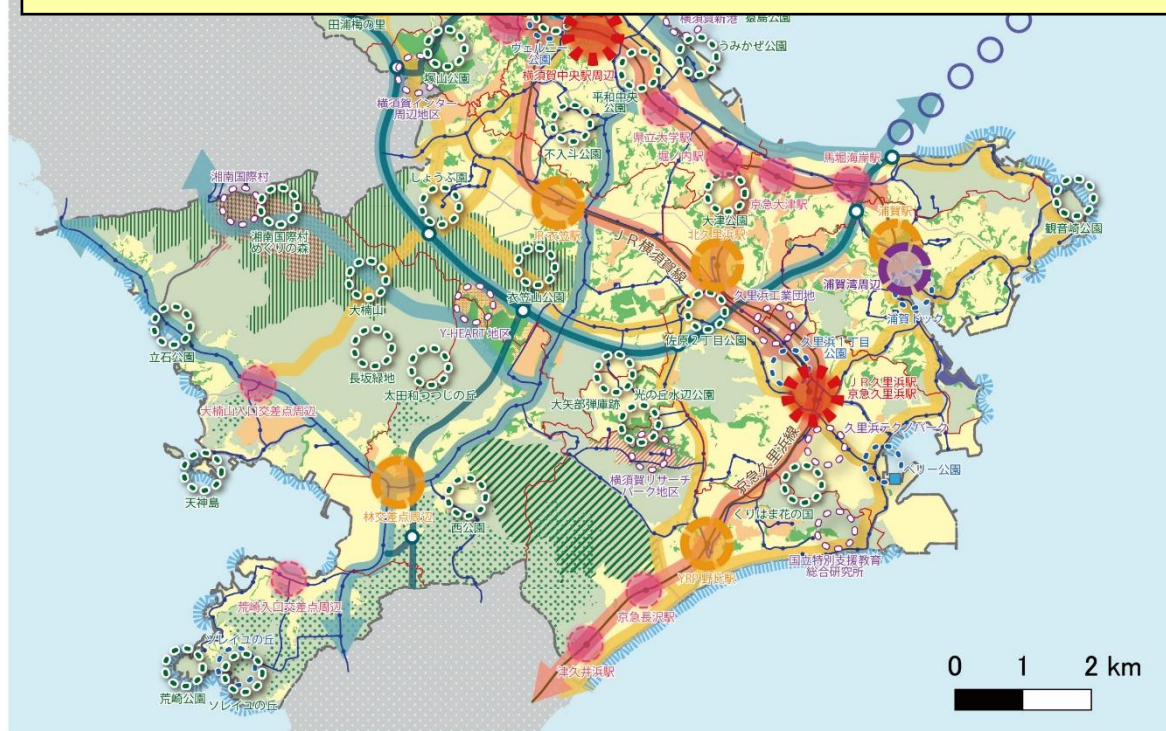 田浦梅の里
塚山公園
ヴェルニー
公園
横須賀新港
猿島公園
うみかぜ公園
横須賀中央駅周辺
平和中央
公園
横須賀インター
周辺地区
不入斗公園
県立大学駅
堀ノ内駅
馬堀海岸駅
湘南国際村
しょうぶ園
京急大津駅
大津公園
浦賀駅
観音崎公園
湘南国際村
めぐりの森
JR衣笠駅
JR横須賀線
北久里浜駅
浦賀湾周辺
大楠山
衣笠山公園
久里浜工業団地
浦賀ドック
立石公園
Y-HEART地区
佐原2丁目公園
久里浜1丁目
公園
長坂緑地
太田和つつじの丘
大矢部弾庫跡
光の丘水辺公園
JR久里浜駅
京急久里浜駅
大楠山入口交差点周辺
久里浜テクノパーク
京急久里浜線
ペリー公園
天神島
横須賀リサーチ
パーク地区
林交差点周辺
西公園
くりはま花の国
YRP野比駅
国立特別支援教育
総合研究所
荒崎入口交差点周辺
京急長沢駅
ソレイユの丘
津久井浜駅
荒崎公園
ソレイユの丘
0 1 2 km